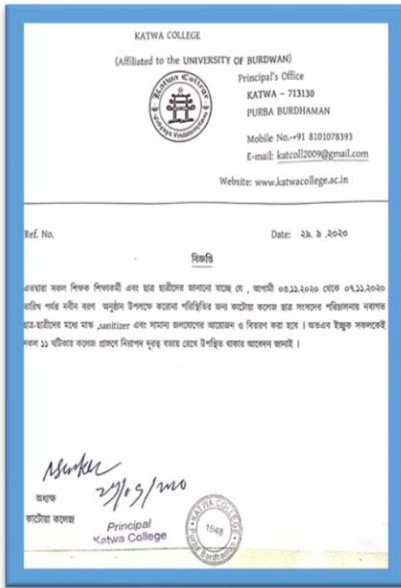 KATWA COLLEGE
(Affiliated to the UNIVERSITY OF BURDWAN)
Principal's Office
KATWA – 713130
PURBA BURDHAMAN
Mobile No.-+91 8101078393
E-mail: katcoll2009@gmail.com
Website: www.katwacollege.ac.in
Ref. No.
Date: ২৯. ৯ .২০২০
বিজ্ঞপ্তি
এতদ্বারা সকল শিক্ষক শিক্ষাকর্মী এবং ছাত্র ছাত্রীদের জানানো যাচ্ছে যে , আগামী ০৩.১১.২০২০ থেকে ০৭.১১.২০২০
তারিখ পর্যন্ত নবীন বরণ অনুষ্ঠান উপলক্ষে করোনা পরিস্থিতির জন্য কাটোয়া কলেজ ছাত্র সংসদের পরিচালনায় নবাগত
ছাত্র-ছাত্রীদের মধ্যে মাস্ক ,sanitizer এবং সামান্য জলযোগের আয়োজন ও বিতরণ করা হবে । অতএব ইচ্ছুক সকলকেই
সকাল ১১ ঘটিকায় কলেজ প্রাঙ্গণে নিরাপদ দূরত্ব বজায় রেখে উপস্থিত থাকার আবেদন জানাই ।
অধ্যক্ষ
কাটোয়া কলেজ
Principal
Katwa College
KATWA COLLEGE
1948